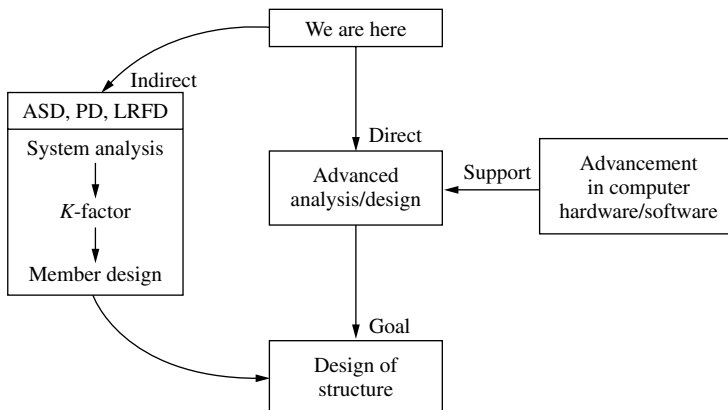 We are here
Indirect
ASD, PD, LRFD
System analysis
K-factor
Member design
Direct
Advanced
analysis/design
Support
Advancement
in computer
hardware/software
Goal
Design of
structure